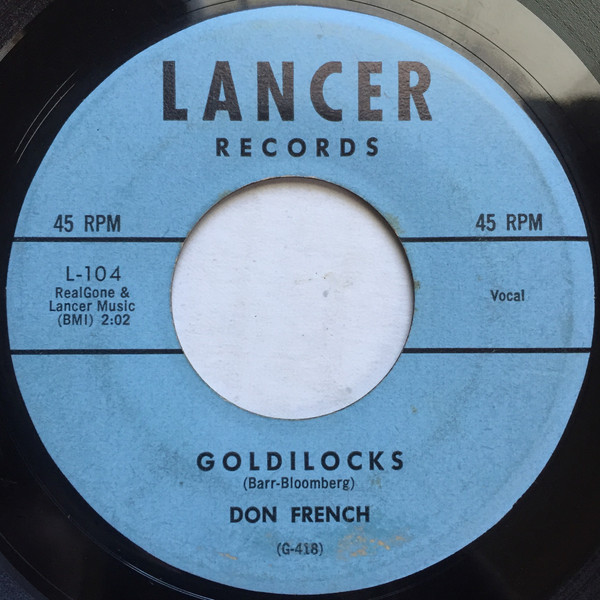 LANCER
RECORDS
45 RPM
45 RPM
L-104
RealGone &
Lancer Music
(BMI) 2:02
Vocal
GOLDILOCKS
(Barr-Bloomberg)
DON FRENCH
(G-418)